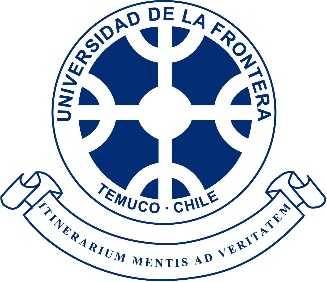 UNIVERSIDAD DE LA FRONTERA
TEMUCO · CHILE
ITINERARIUM MENTIS AD VERITATEM